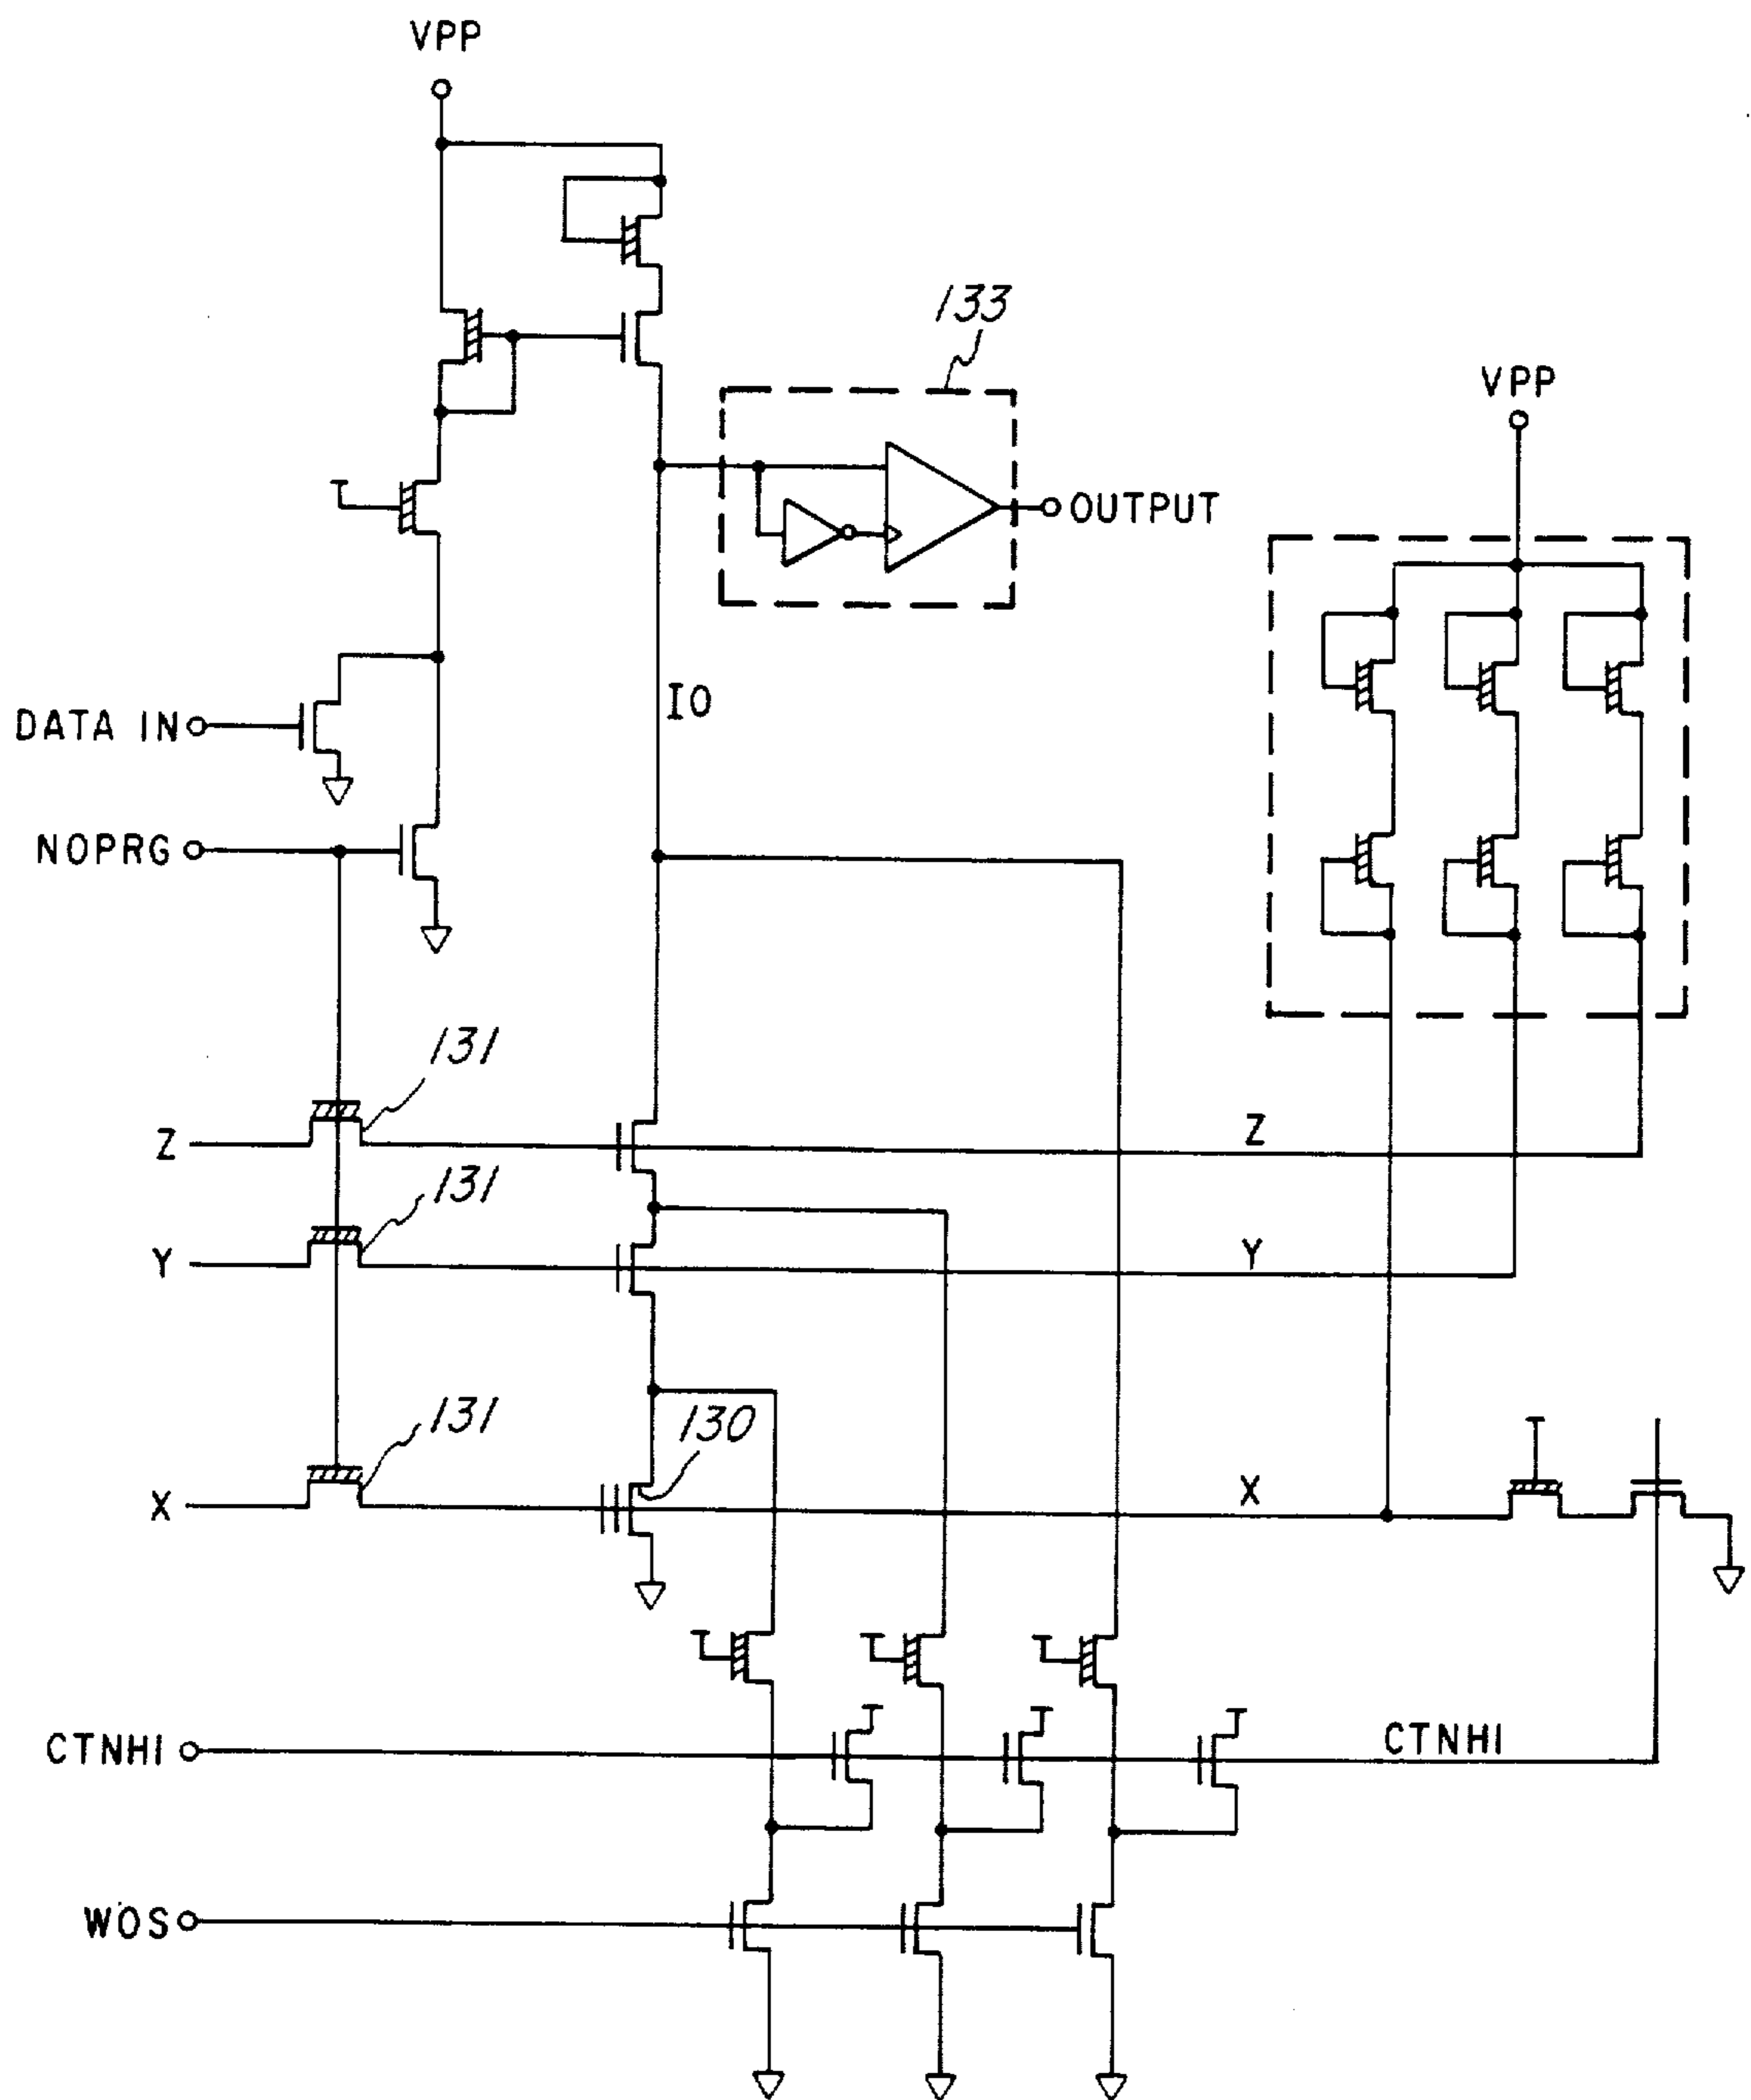 VPP
133
VPP
OUTPUT
IO
DATA IN
NOPRG
131
Z
Z
131
Y
Y
131
130
X
X
CTNHI
CTNHI
WOS